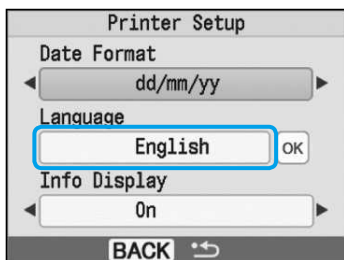 Printer Setup
Date Format
dd/mm/yy
Language
English
OK
Info Display
On
BACK